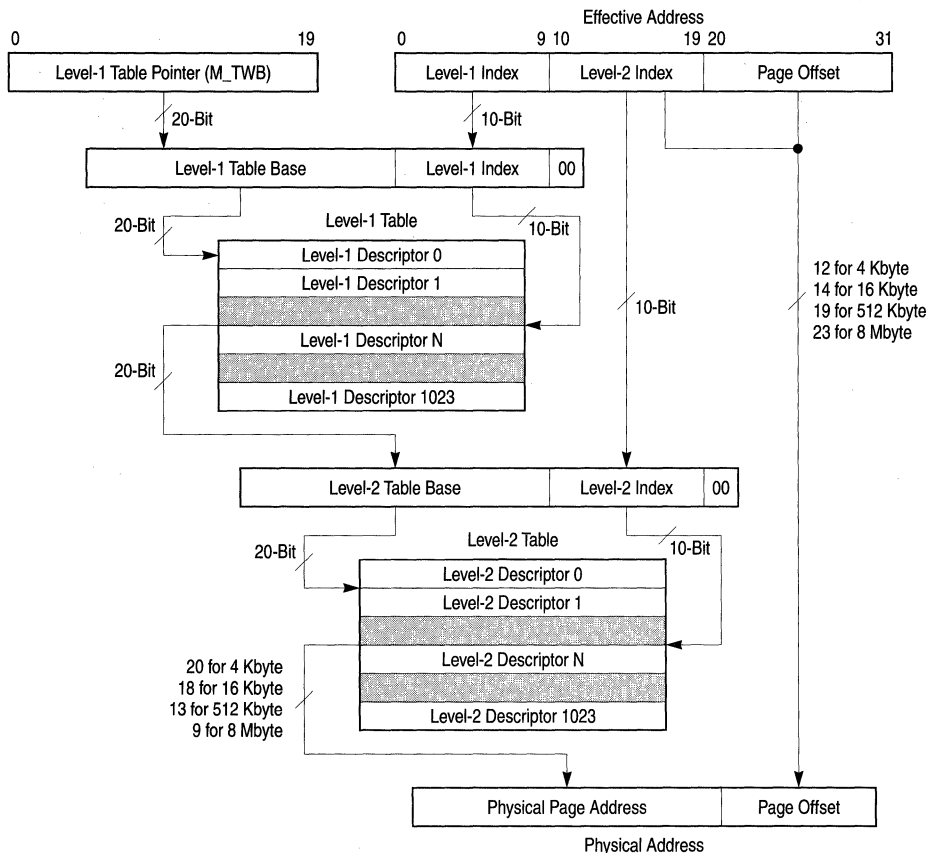 Effective Address
0 19 0 9 10 19 20 31
Level-1 Table Pointer (M_TWB) Level-1 Index Level-2 Index Page Offset
20-Bit 10-Bit
Level-1 Table Base Level-1 Index 00
20-Bit Level-1 Table 10-Bit
Level-1 Descriptor 0
Level-1 Descriptor 1
Level-1 Descriptor N
Level-1 Descriptor 1023
20-Bit
10-Bit
12 for 4 Kbyte
14 for 16 Kbyte
19 for 512 Kbyte
23 for 8 Mbyte
Level-2 Table Base Level-2 Index 00
20-Bit Level-2 Table 10-Bit
Level-2 Descriptor 0
Level-2 Descriptor 1
Level-2 Descriptor N
Level-2 Descriptor 1023
20 for 4 Kbyte
18 for 16 Kbyte
13 for 512 Kbyte
9 for 8 Mbyte
Physical Page Address Page Offset
Physical Address